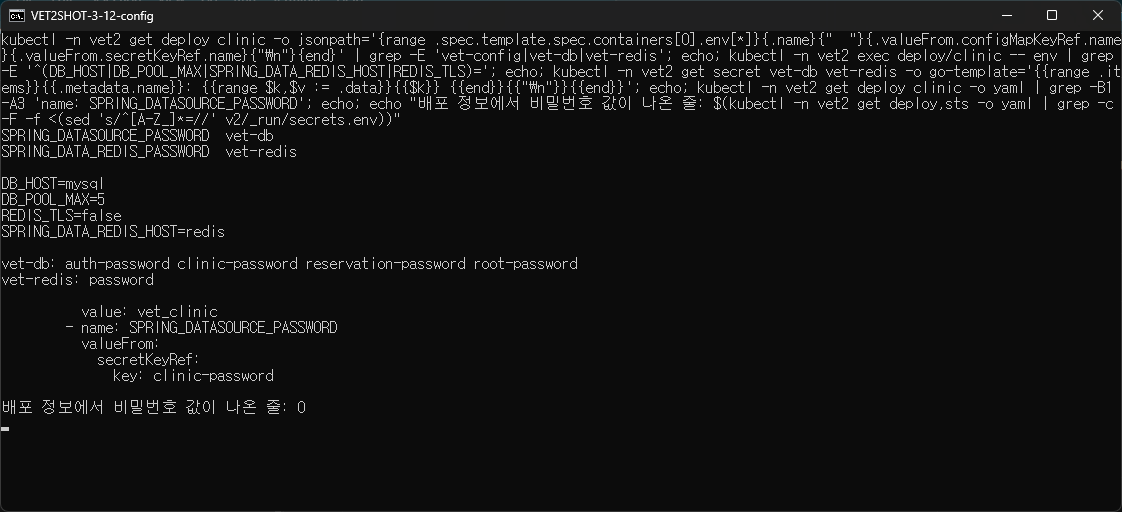 VET2SHOT-3-12-config
kubectl -n vet2 get deploy clinic -o jsonpath='{range .spec.template.spec.containers[0].env[*]}{.name}{"  "}{.valueFrom.configMapKeyRef.name
}{.valueFrom.secretKeyRef.name}{"₩n"}{end}' | grep -E 'vet-config|vet-db|vet-redis'; echo; kubectl -n vet2 exec deploy/clinic -- env | grep
-E '^(DB_HOST|DB_POOL_MAX|SPRING_DATA_REDIS_HOST|REDIS_TLS)='; echo; kubectl -n vet2 get secret vet-db vet-redis -o go-template='{{range .it
ems}}{{.metadata.name}}: {{range $k,$v := .data}}{{$k}} {{end}}{{"₩n"}}{{end}}'; echo; kubectl -n vet2 get deploy clinic -o yaml | grep -B1
-A3 'name: SPRING_DATASOURCE_PASSWORD'; echo; echo "배포 정보에서 비밀번호 값이 나온 줄: $(kubectl -n vet2 get deploy,sts -o yaml | grep -c
-F -f <(sed 's/^[A-Z_]*=//' v2/_run/secrets.env))"
SPRING_DATASOURCE_PASSWORD  vet-db
SPRING_DATA_REDIS_PASSWORD  vet-redis
DB_HOST=mysql
DB_POOL_MAX=5
REDIS_TLS=false
SPRING_DATA_REDIS_HOST=redis
vet-db: auth-password clinic-password reservation-password root-password
vet-redis: password
value: vet_clinic
- name: SPRING_DATASOURCE_PASSWORD
valueFrom:
secretKeyRef:
key: clinic-password
배포 정보에서 비밀번호 값이 나온 줄: 0